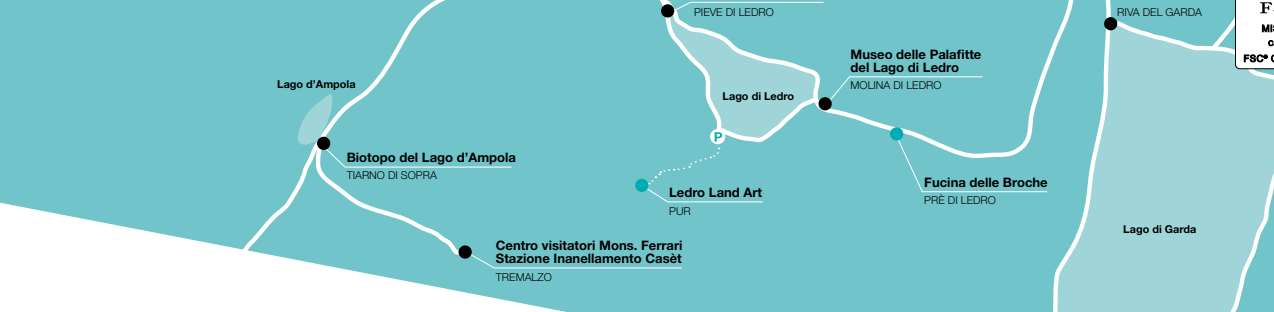 PIEVE DI LEDRO
RIVA DEL GARDA
FSC®
Museo delle Palafitte
del Lago di Ledro
MOLINA DI LEDRO
Lago d'Ampola
Lago di Ledro
P
Biotopo del Lago d'Ampola
TIARNO DI SOPRA
Fucina delle Broche
PRÈ DI LEDRO
Ledro Land Art
PUR
Lago di Garda
Centro visitatori Mons. Ferrari
Stazione Inanellamento Casèt
TREMALZO